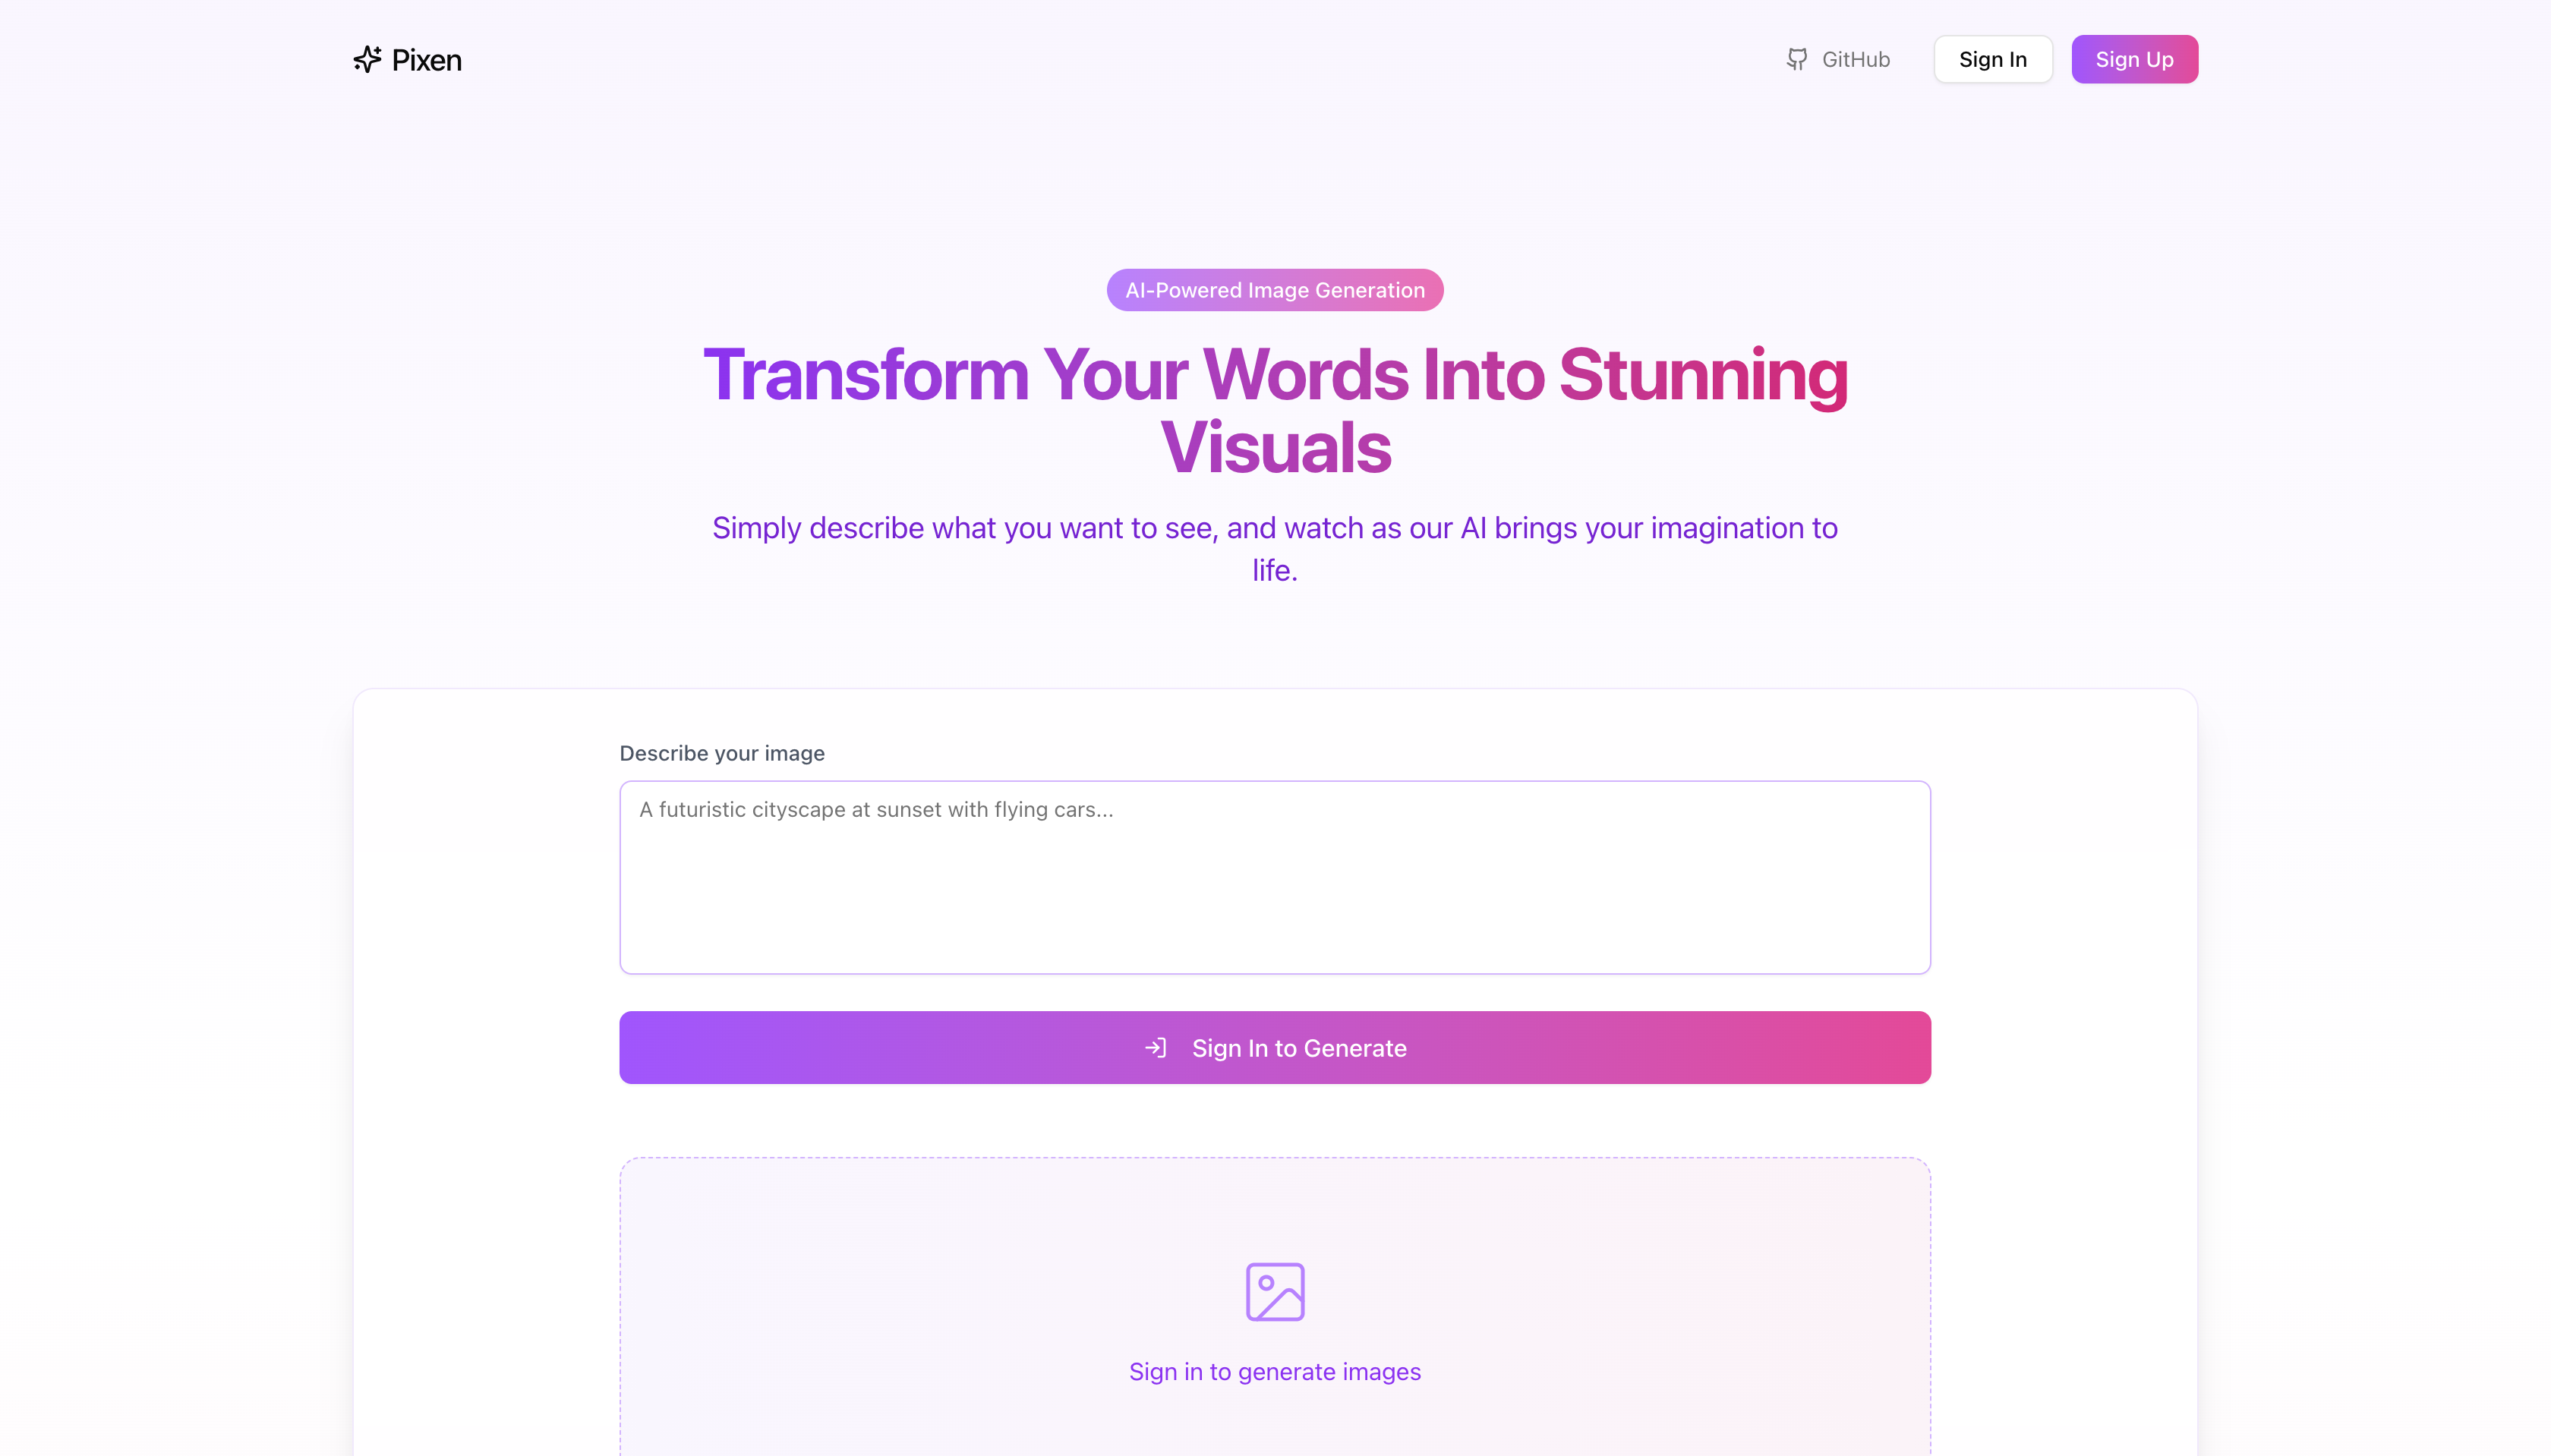 Pixen
GitHub
Sign In
Sign Up
AI-Powered Image Generation
Transform Your Words Into Stunning
Visuals
Simply describe what you want to see, and watch as our AI brings your imagination to
life.
Describe your image
A futuristic cityscape at sunset with flying cars...
Sign In to Generate
Sign in to generate images